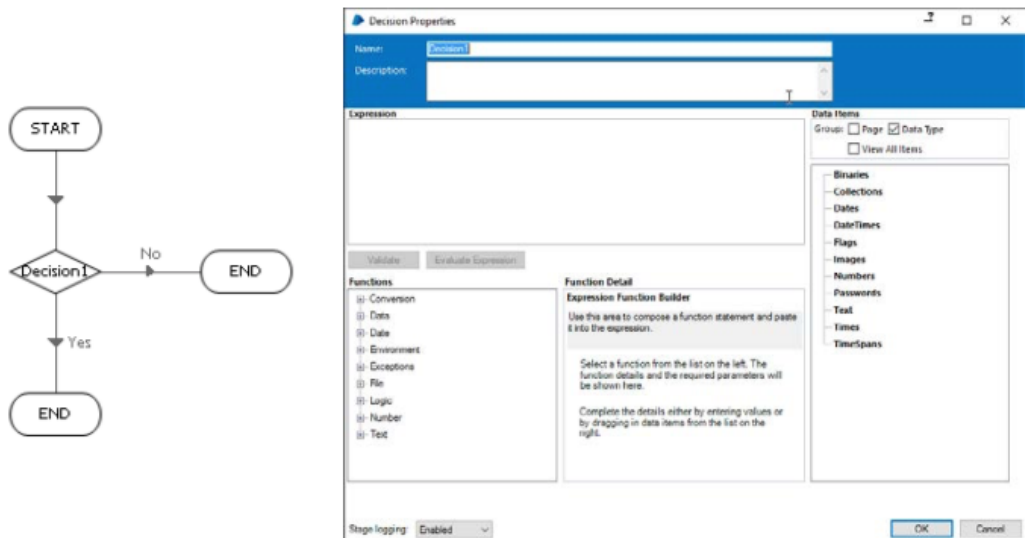 START
Decision1
No
END
Yes
END
Decision Properties
Name:
Decision1
Description:
Expression
Validate
Evaluate Expression
Functions
Conversion
Data
Date
Environment
Exceptions
File
Logic
Number
Text
Function Detail
Expression Function Builder
Use this area to compose a function statement and paste
it into the expression.
Select a function from the list on the left. The
function details and the required parameters will
be shown here.
Complete the details either by entering values or
by dragging in data items from the list on the
right.
Data Items
Group: Page Data Type
View All Items
Binaries
Collections
Dates
DateTimes
Flags
Images
Numbers
Passwords
Text
Times
TimeSpans
Stage logging: Enabled
OK
Cancel